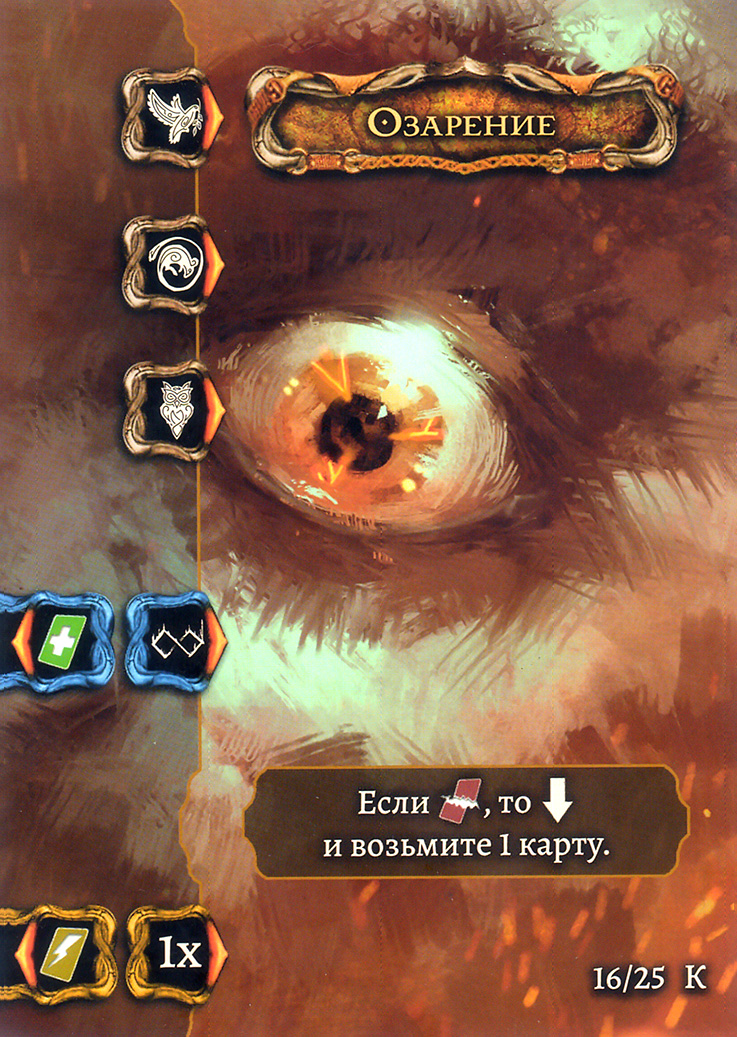 Озарение
Если , то
и возьмите 1 карту.
1x
16/25 K